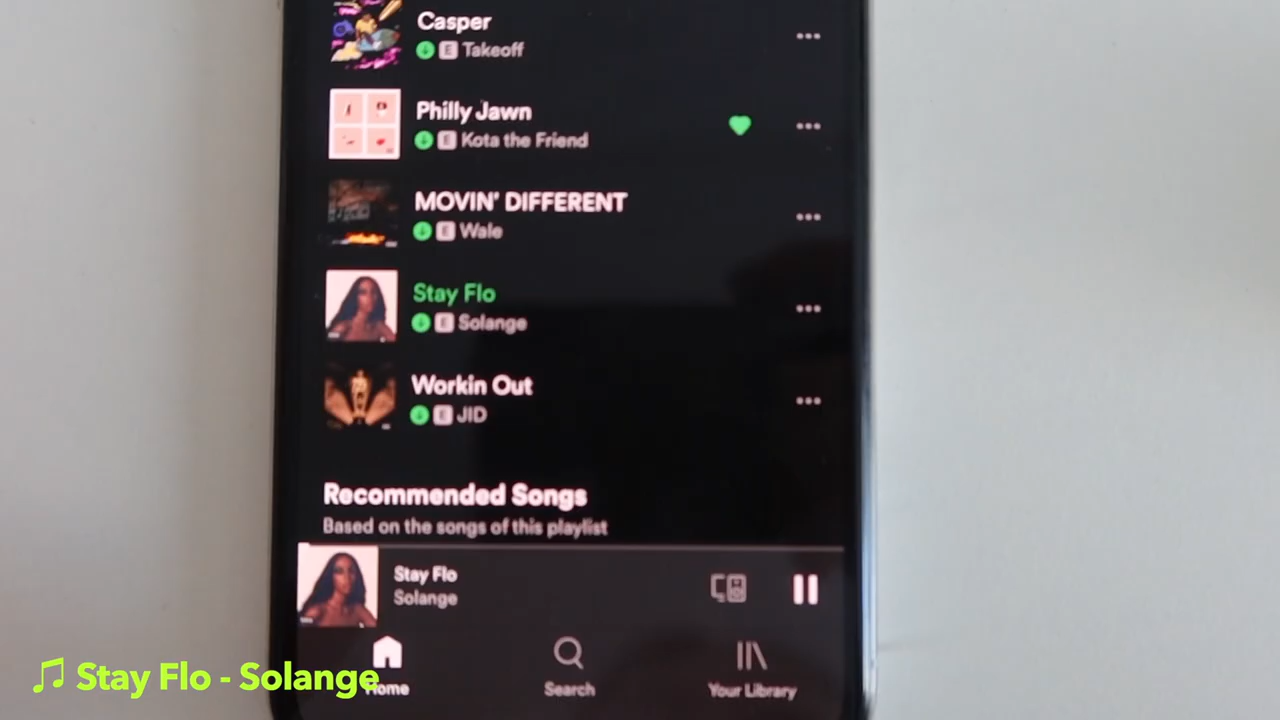 Casper
E Takeoff
Philly Jawn
E Kota the Friend
MOVIN' DIFFERENT
E Wale
Stay Flo
E Solange
Workin Out
E JID
Recommended Songs
Based on the songs of this playlist
Stay Flo
Solange
Home
Search
Your Library
♫ Stay Flo - Solange